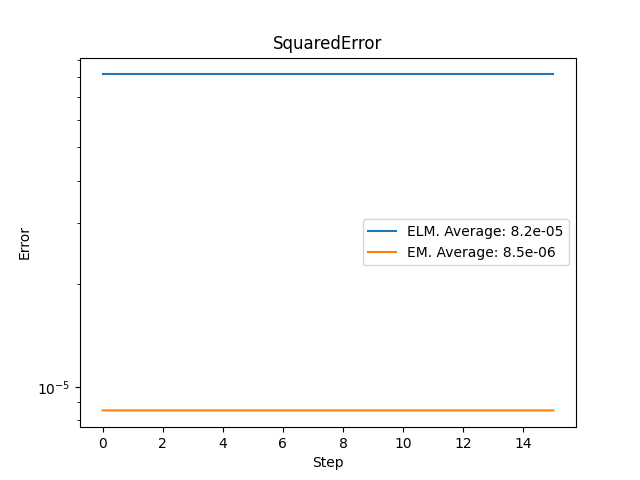 SquaredError
Error
ELM. Average: 8.2e-05
EM. Average: 8.5e-06
10⁻⁵
0 2 4 6 8 10 12 14
Step